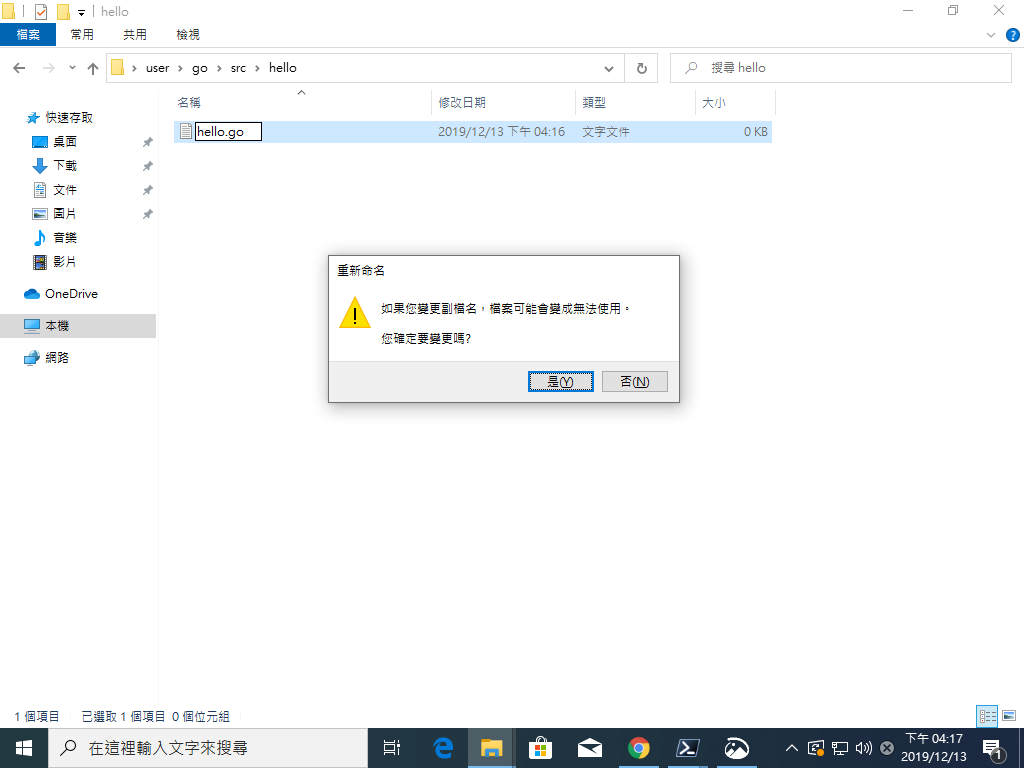 hello
檔案 常用 共用 檢視
user go src hello 搜尋 hello
名稱 修改日期 類型 大小
hello.go 2019/12/13 下午 04:16 文字文件 0 KB
快速存取
桌面
下載
文件
圖片
音樂
影片
OneDrive
本機
網路
重新命名
如果您變更副檔名，檔案可能會變成無法使用。
您確定要變更嗎?
是(Y) 否(N)
1 個項目 已選取 1 個項目 0 個位元組
在這裡輸入文字來搜尋
下午 04:17
2019/12/13
1